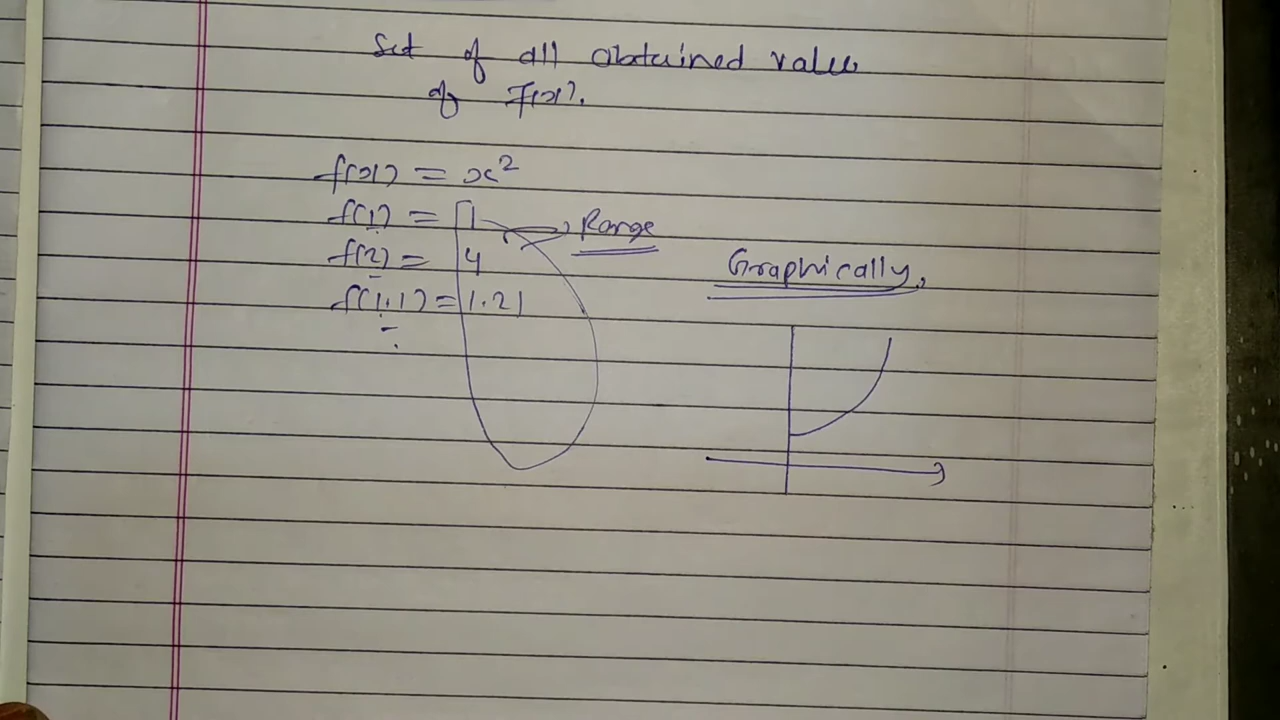 Set of all obtained value
of f(x).
f(x) = x²
f(1) = 1
Range
f(2) = 4
f(1.1) = 1.21
Graphically,